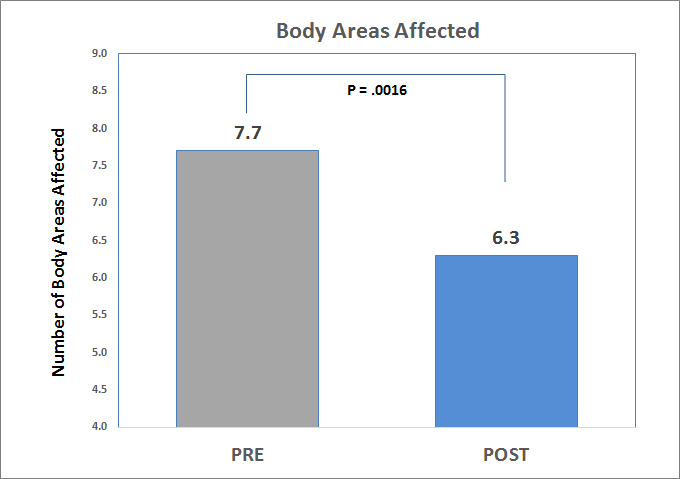 Body Areas Affected
Number of Body Areas Affected
9.0
8.5
8.0
7.5
7.0
6.5
6.0
5.5
5.0
4.5
4.0
P = .0016
7.7
6.3
PRE
POST